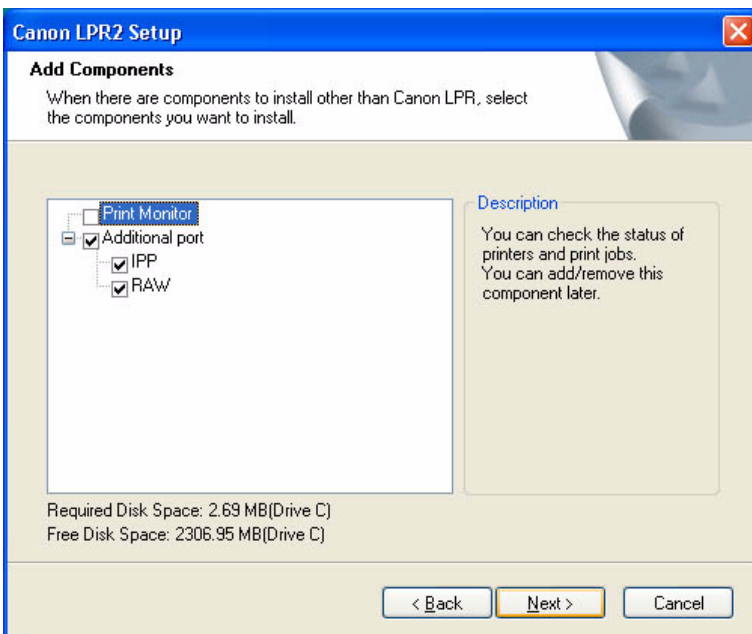 Canon LPR2 Setup
Add Components
When there are components to install other than Canon LPR, select
the components you want to install.
Print Monitor
Additional port
IPP
RAW
Description
You can check the status of
printers and print jobs.
You can add/remove this
component later.
Required Disk Space: 2.69 MB(Drive C)
Free Disk Space: 2306.95 MB(Drive C)
< Back
Next >
Cancel